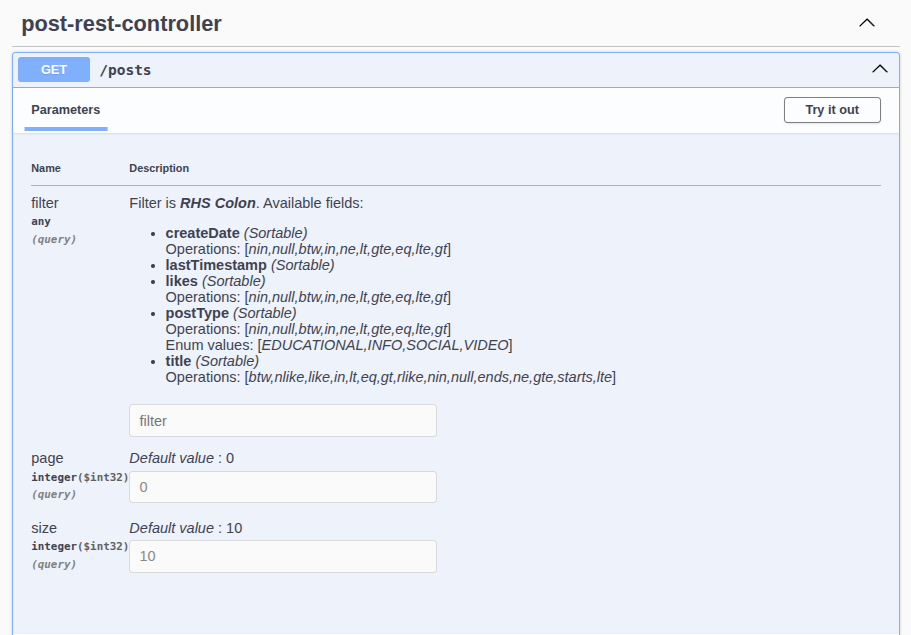 post-rest-controller
GET /posts
Parameters
Try it out
Name Description
filter
any
(query)
Filter is RHS Colon. Available fields:
• createDate (Sortable)
Operations: [nin,null,btw,in,ne,lt,gte,eq,lte,gt]
• lastTimestamp (Sortable)
• likes (Sortable)
Operations: [nin,null,btw,in,ne,lt,gte,eq,lte,gt]
• postType (Sortable)
Operations: [nin,null,btw,in,ne,lt,gte,eq,lte,gt]
Enum values: [EDUCATIONAL,INFO,SOCIAL,VIDEO]
• title (Sortable)
Operations: [btw,nlike,like,in,lt,eq,gt,rlike,nin,null,ends,ne,gte,starts,lte]
filter
page
integer($int32)
(query)
Default value : 0
0
size
integer($int32)
(query)
Default value : 10
10